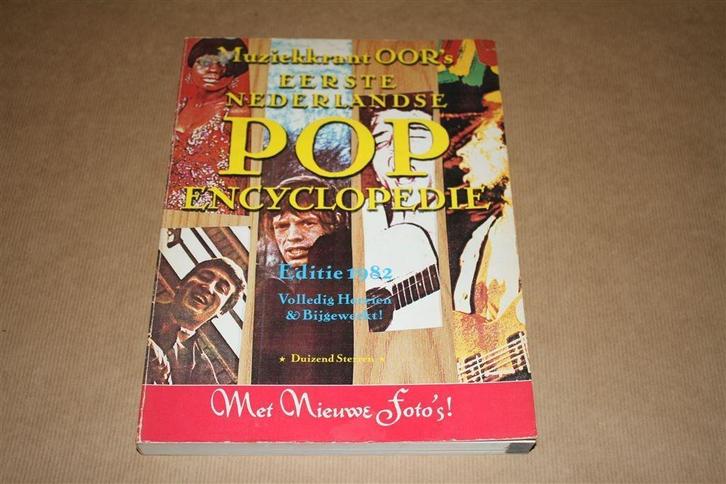 Muziekkrant OOR's
EERSTE
NEDERLANDSE
POP
ENCYCLOPEDIE
Editie 1982
Volledig Herzien
& Bijgewerkt!
★ Duizend Sterren ★
Met Nieuwe Foto's!